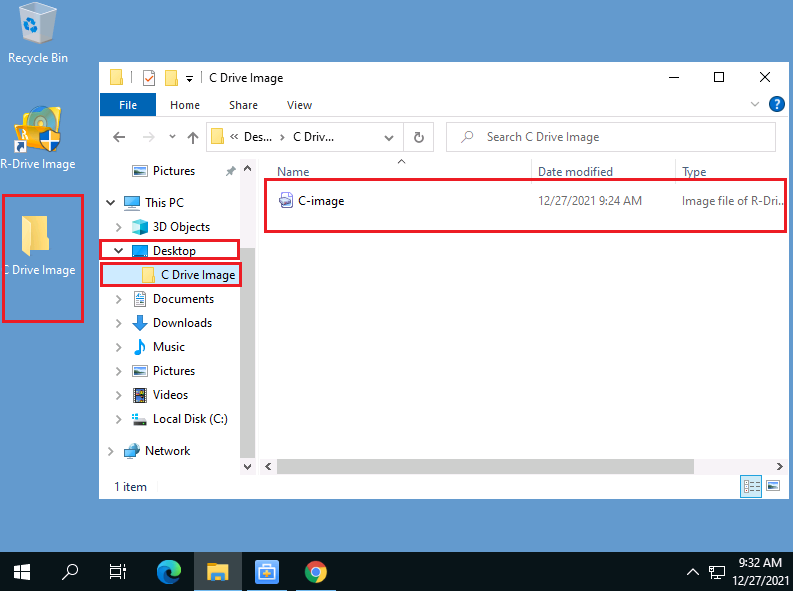 Recycle Bin
R-Drive Image
C Drive Image
C Drive Image
File Home Share View
« Des... > C Driv...
Search C Drive Image
Pictures
This PC
3D Objects
Desktop
C Drive Image
Documents
Downloads
Music
Pictures
Videos
Local Disk (C:)
Network
Name Date modified Type
C-image 12/27/2021 9:24 AM Image file of R-Dri...
1 item
9:32 AM
12/27/2021